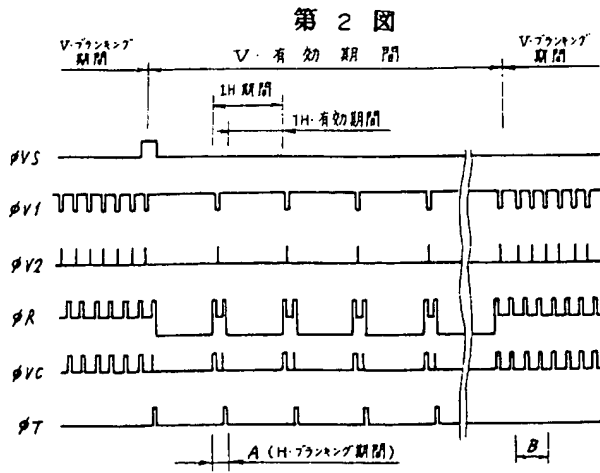 第 2 図
V・ブランキング期間
V・有効期間
V・ブランキング期間
1H期間
1H・有効期間
φVS
φV1
φV2
φR
φVC
φT
A (H・ブランキング期間)
B